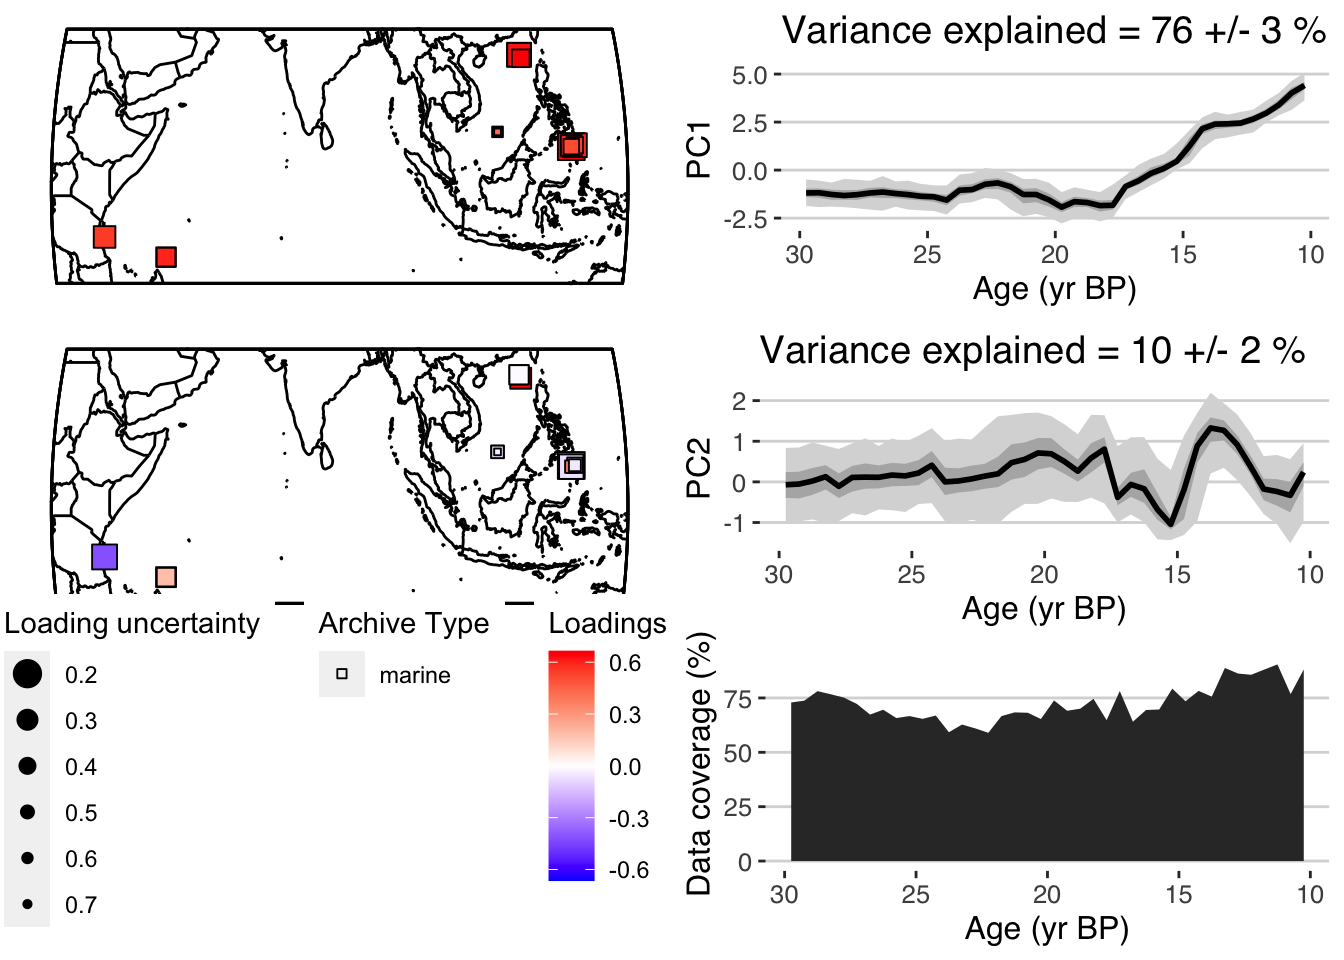 Variance explained = 76 +/- 3 %
PC1
5.0
2.5
0.0
-2.5
30 25 20 15 10
Age (yr BP)
Variance explained = 10 +/- 2 %
PC2
2
1
0
-1
30 25 20 15 10
Age (yr BP)
Loading uncertainty
0.2
0.3
0.4
0.5
0.6
0.7
Archive Type
marine
Loadings
0.6
0.3
0.0
-0.3
-0.6
Data coverage (%)
75
50
25
0
30 25 20 15 10
Age (yr BP)